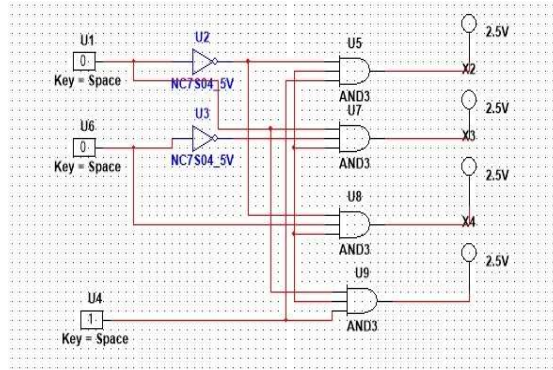 U1
0
Key = Space
U2
NC7S04_5V
U6
0
Key = Space
U3
NC7S04_5V
U4
1
Key = Space
U5
AND3
U7
AND3
U8
AND3
U9
AND3
2.5V
X2
2.5V
X3
2.5V
X4
2.5V